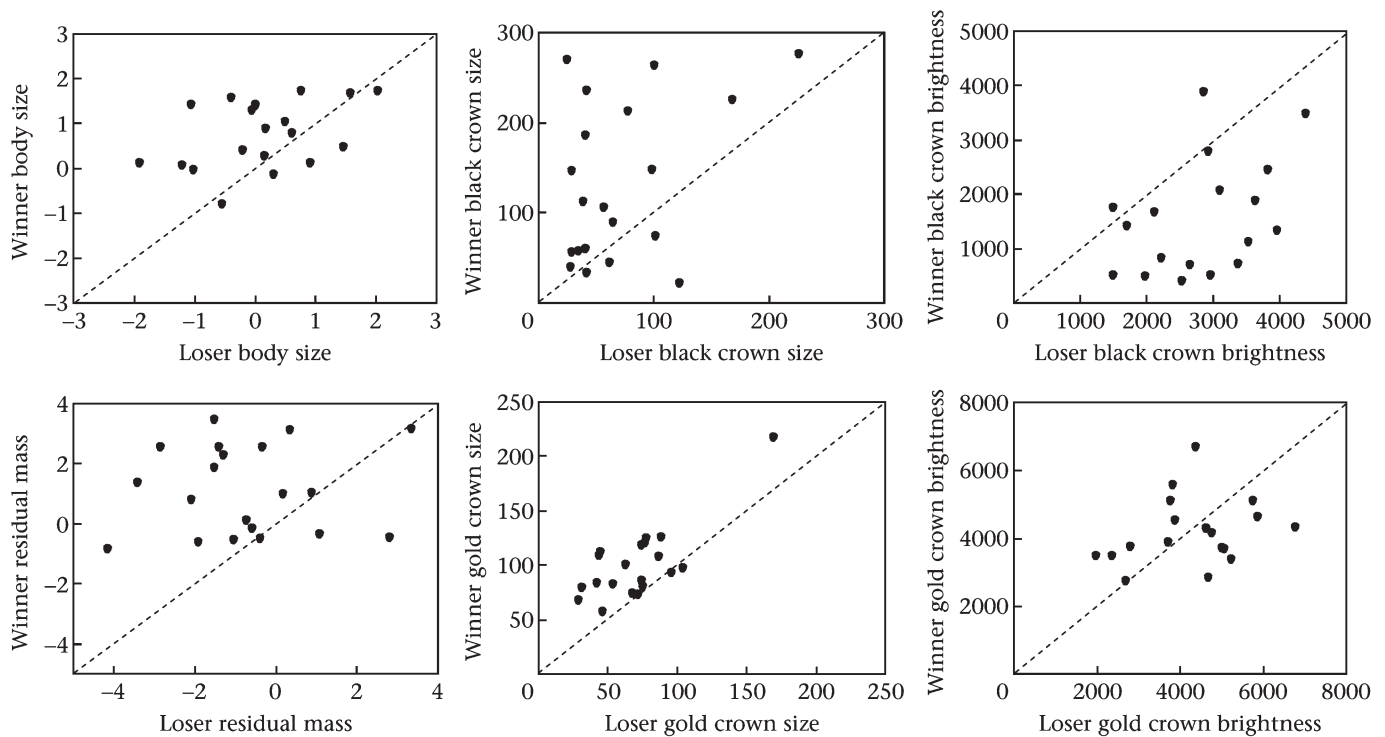 3
2
1
0
−1
−2
−3
Winner body size
−3 −2 −1 0 1 2 3
Loser body size
300
200
100
Winner black crown size
0 100 200 300
Loser black crown size
5000
4000
3000
2000
1000
Winner black crown brightness
0 1000 2000 3000 4000 5000
Loser black crown brightness
4
2
0
−2
−4
Winner residual mass
−4 −2 0 2 4
Loser residual mass
250
200
150
100
50
Winner gold crown size
0 50 100 150 200 250
Loser gold crown size
8000
6000
4000
2000
Winner gold crown brightness
0 2000 4000 6000 8000
Loser gold crown brightness